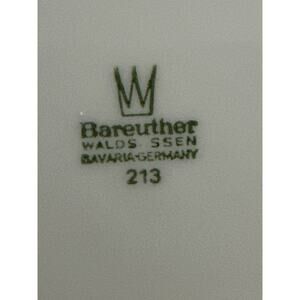 Bareuther
WALDS SSEN
BAVARIA-GERMANY
213